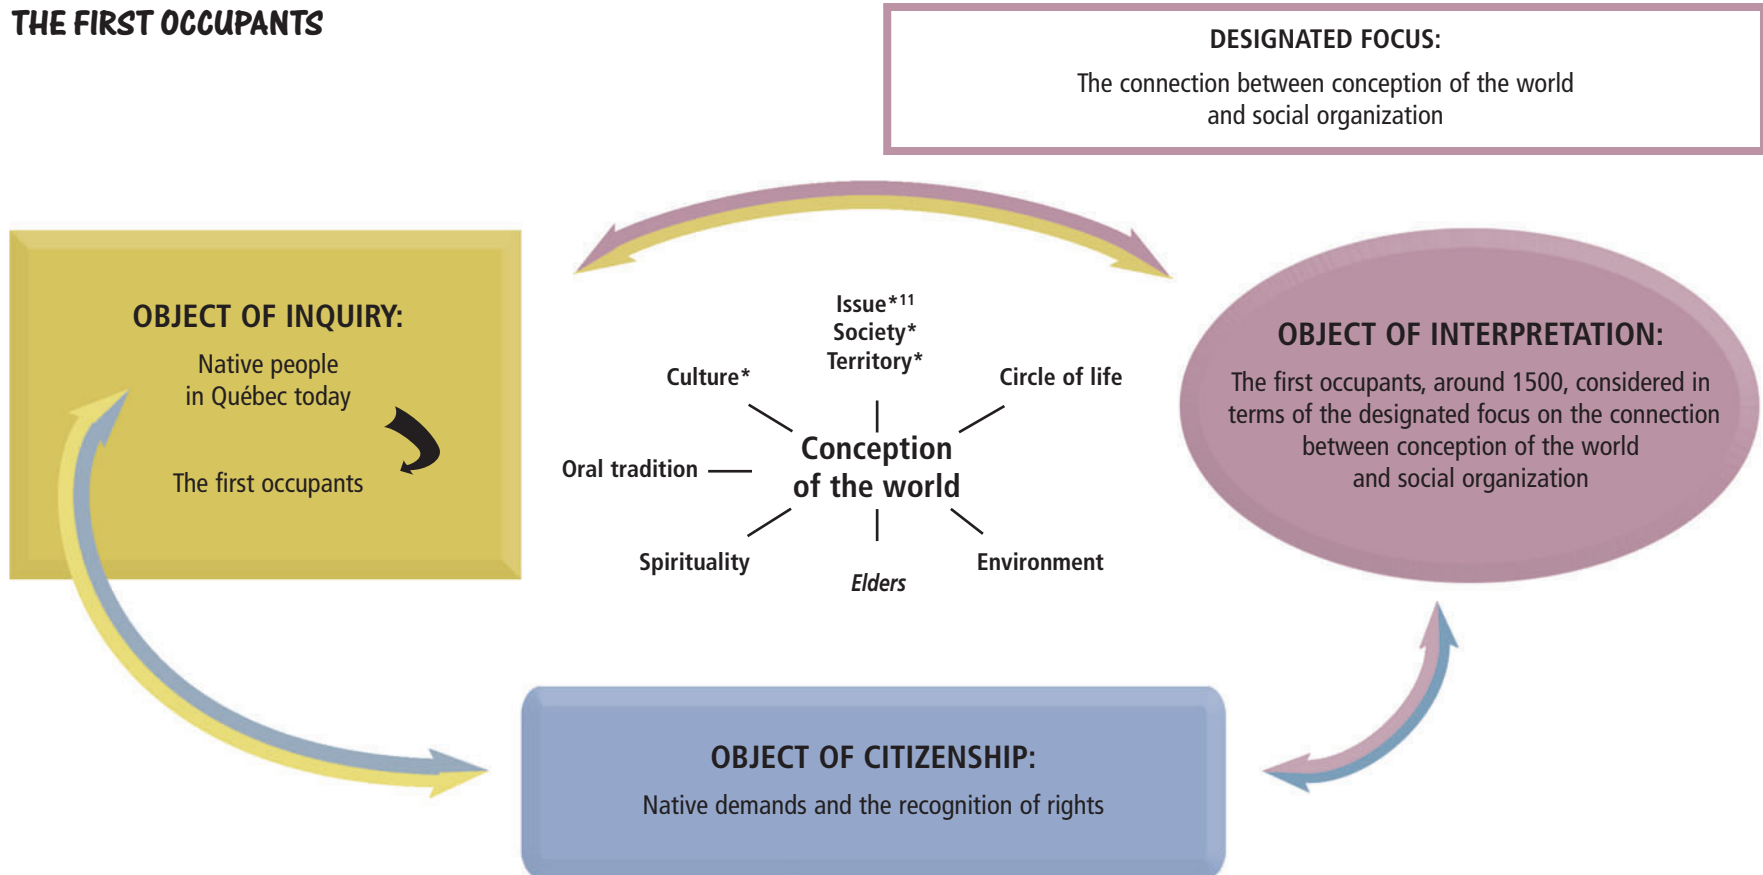 THE FIRST OCCUPANTS
DESIGNATED FOCUS:
The connection between conception of the world
and social organization
OBJECT OF INQUIRY:
Native people
in Québec today
The first occupants
Issue*11
Society*
Territory*
Culture*
Circle of life
Oral tradition
Conception
of the world
Spirituality
Elders
Environment
OBJECT OF INTERPRETATION:
The first occupants, around 1500, considered in
terms of the designated focus on the connection
between conception of the world
and social organization
OBJECT OF CITIZENSHIP:
Native demands and the recognition of rights